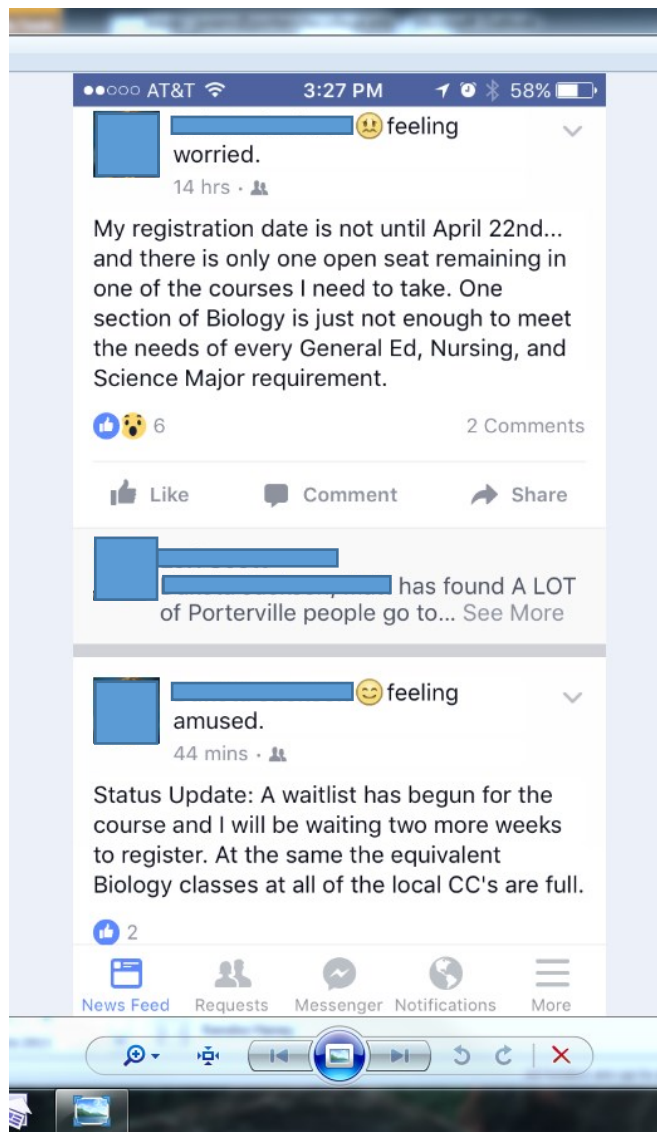 AT&T 3:27 PM 58%
feeling
worried.
14 hrs ·
My registration date is not until April 22nd...
and there is only one open seat remaining in
one of the courses I need to take. One
section of Biology is just not enough to meet
the needs of every General Ed, Nursing, and
Science Major requirement.
6 2 Comments
Like Comment Share
has found A LOT
of Porterville people go to... See More
feeling
amused.
44 mins ·
Status Update: A waitlist has begun for the
course and I will be waiting two more weeks
to register. At the same the equivalent
Biology classes at all of the local CC's are full.
2
News Feed Requests Messenger Notifications More